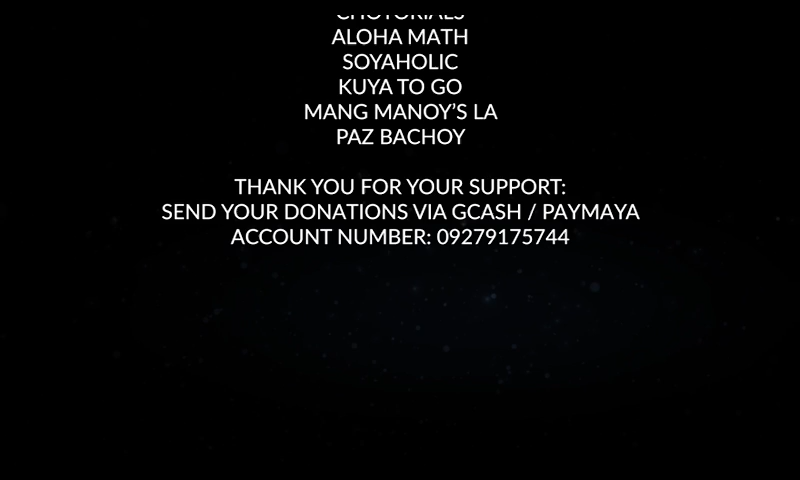 ALOHA MATH
SOYAHOLIC
KUYA TO GO
MANG MANOY'S LA
PAZ BACHOY
THANK YOU FOR YOUR SUPPORT:
SEND YOUR DONATIONS VIA GCASH / PAYMAYA
ACCOUNT NUMBER: 09279175744